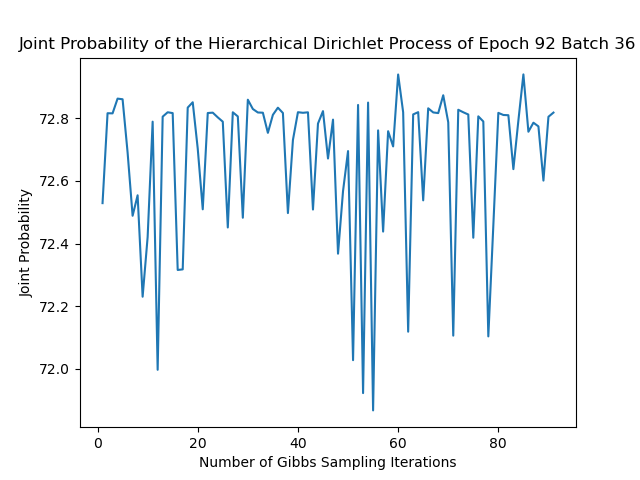 Joint Probability of the Hierarchical Dirichlet Process of Epoch 92 Batch 36
Joint Probability
72.8
72.6
72.4
72.2
72.0
0 20 40 60 80
Number of Gibbs Sampling Iterations